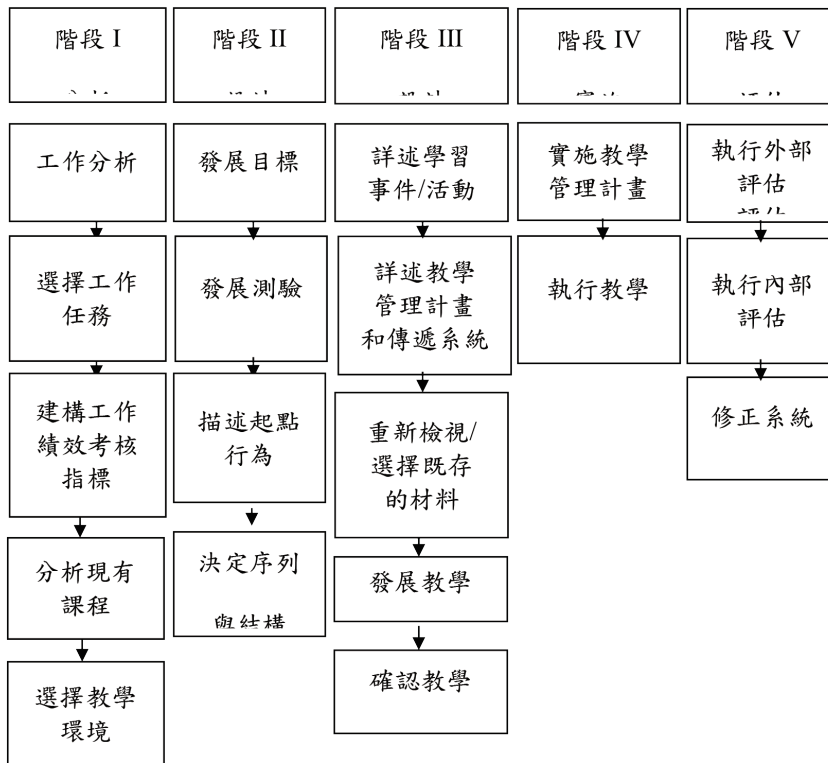 階段 I
工作分析
選擇工作
任務
建構工作
績效考核
指標
分析現有
課程
選擇教學
環境
階段 II
發展目標
發展測驗
描述起點
行為
決定序列
與結構
階段 III
詳述學習
事件/活動
詳述教學
管理計畫
和傳遞系統
重新檢視/
選擇既存
的材料
發展教學
確認教學
階段 IV
實施教學
管理計畫
執行教學
階段 V
執行外部
評估
執行內部
評估
修正系統